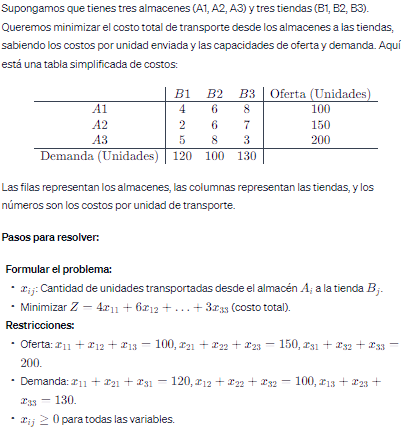 Supongamos que tienes tres almacenes (A1, A2, A3) y tres tiendas (B1, B2, B3).
Queremos minimizar el costo total de transporte desde los almacenes a las tiendas,
sabiendo los costos por unidad enviada y las capacidades de oferta y demanda. Aquí
está una tabla simplificada de costos:
B1 B2 B3 Oferta (Unidades)
A1 4 6 8 100
A2 2 6 7 150
A3 5 8 3 200
Demanda (Unidades) 120 100 130
Las filas representan los almacenes, las columnas representan las tiendas, y los
números son los costos por unidad de transporte.
Pasos para resolver:
Formular el problema:
• x_{ij}: Cantidad de unidades transportadas desde el almacén A_i a la tienda B_j.
• Minimizar Z = 4x_{11} + 6x_{12} + … + 3x_{33} (costo total).
Restricciones:
• Oferta: x_{11} + x_{12} + x_{13} = 100, x_{21} + x_{22} + x_{23} = 150, x_{31} + x_{32} + x_{33} =
200.
• Demanda: x_{11} + x_{21} + x_{31} = 120, x_{12} + x_{22} + x_{32} = 100, x_{13} + x_{23} +
x_{33} = 130.
• x_{ij} ≥ 0 para todas las variables.